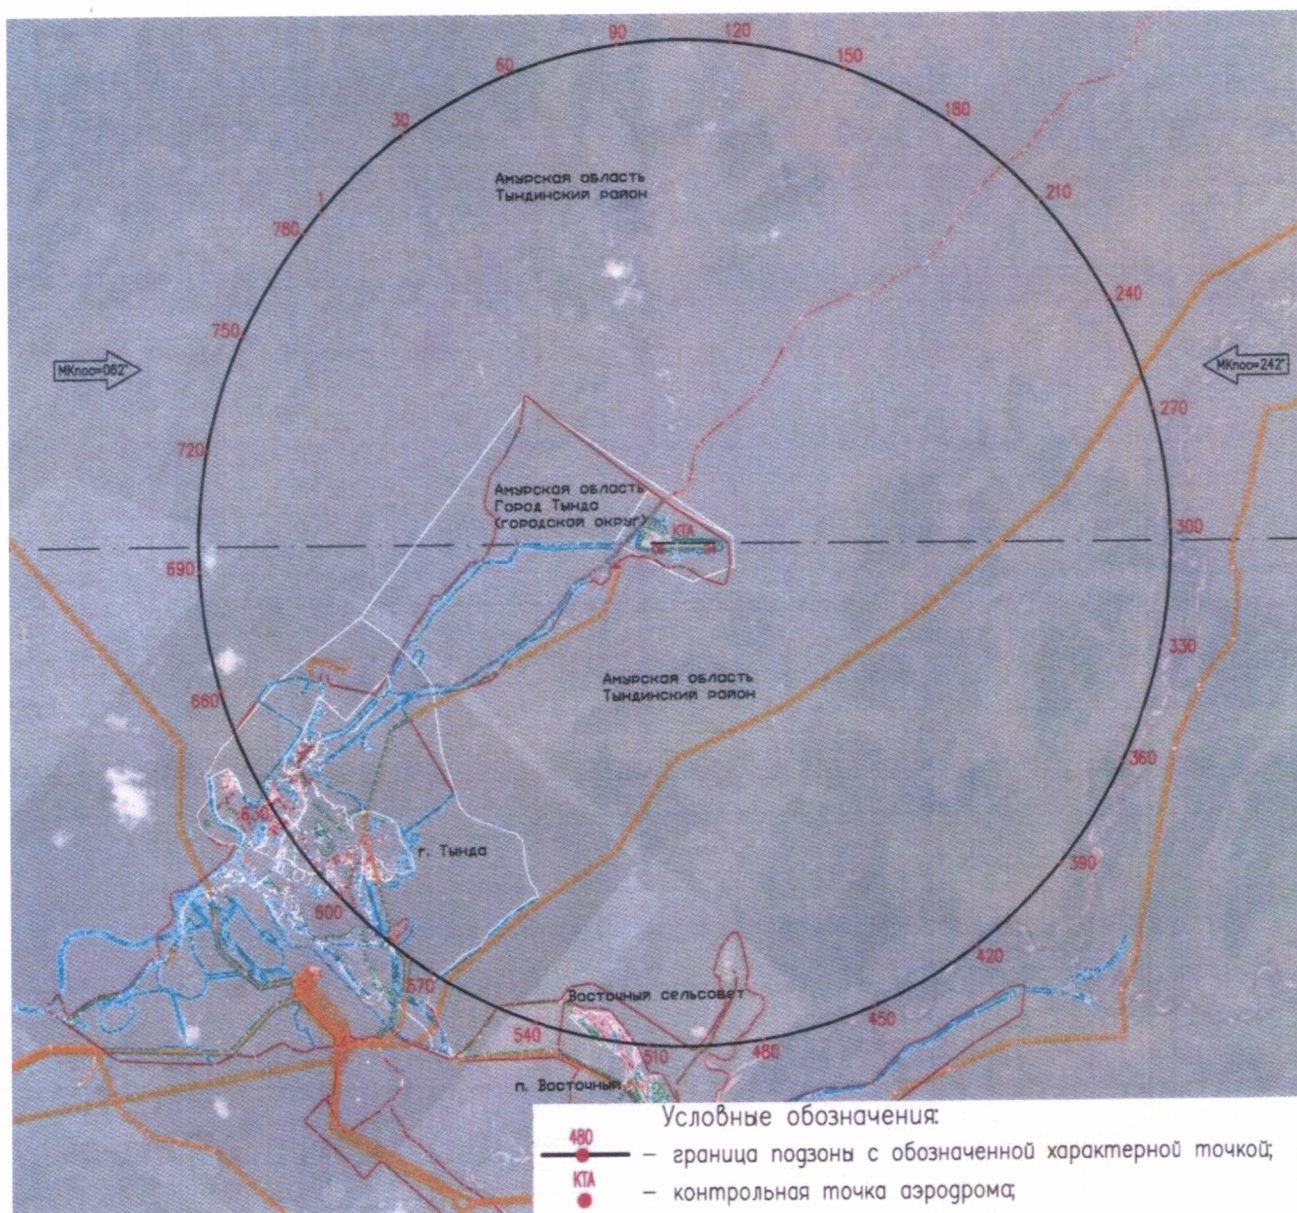 90
120
60
150
30
180
Амурская область
Тындинский район
1
210
780
240
750
МКпос=062°
МКпос=242°
270
720
Амурская область
Город Тында
(городской округ)
КТА
300
690
330
Амурская область
Тындинский район
660
360
630
г. Тында
390
600
420
570
Восточный сельсовет
450
540
510
480
п. Восточный
Условные обозначения:
480
– граница подзоны с обозначенной характерной точкой;
КТА
– контрольная точка аэродрома;